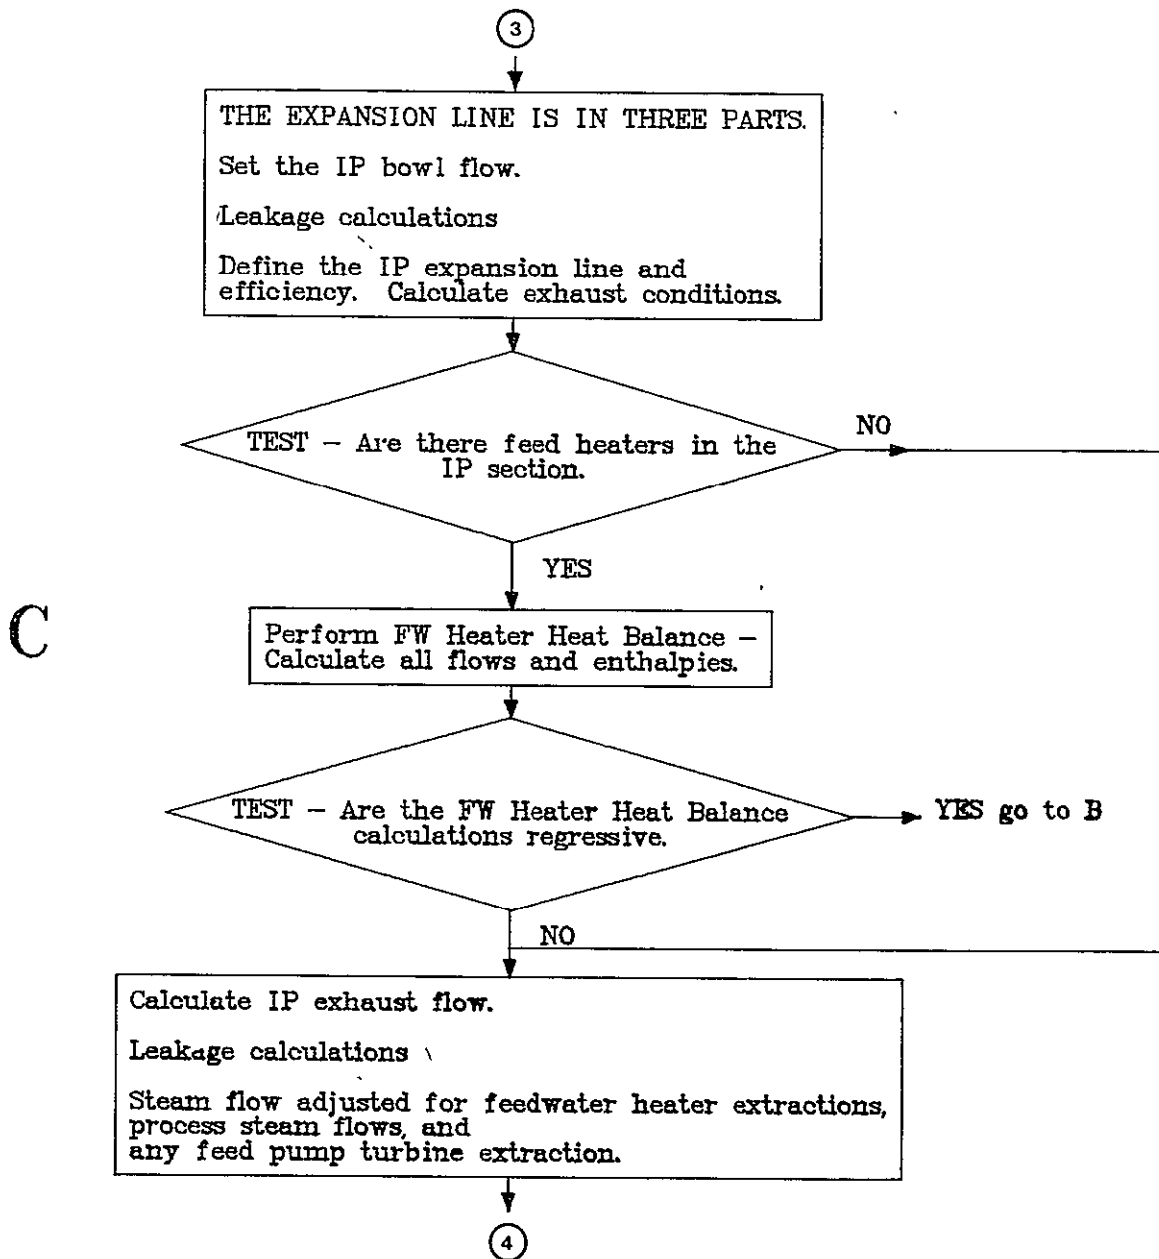 3
THE EXPANSION LINE IS IN THREE PARTS.
Set the IP bowl flow.
Leakage calculations
Define the IP expansion line and
efficiency. Calculate exhaust conditions.
TEST – Are there feed heaters in the
IP section.
NO
YES
C
Perform FW Heater Heat Balance –
Calculate all flows and enthalpies.
TEST – Are the FW Heater Heat Balance
calculations regressive.
YES go to B
NO
Calculate IP exhaust flow.
Leakage calculations
Steam flow adjusted for feedwater heater extractions,
process steam flows, and
any feed pump turbine extraction.
4